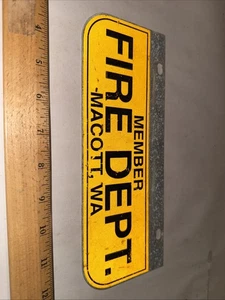 MEMBER
FIRE DEPT.
-MACOTT, WA